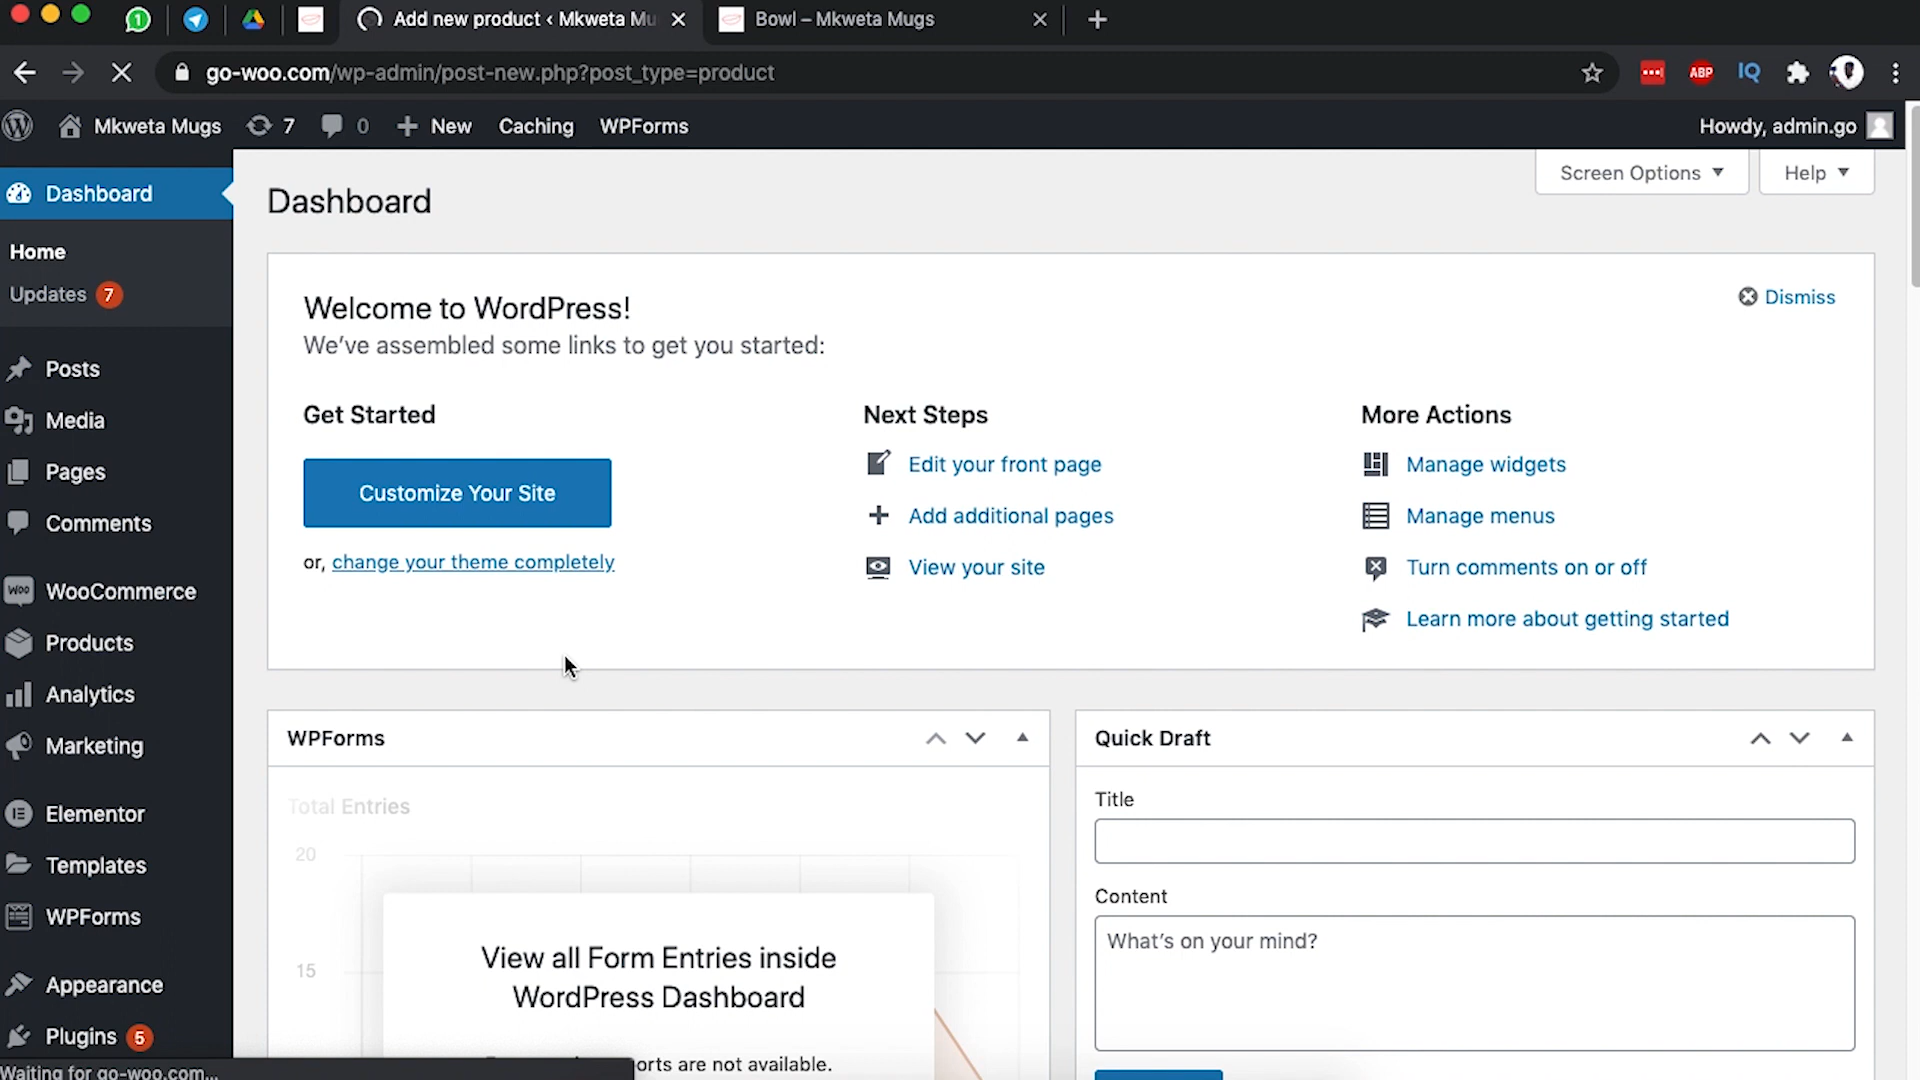 Add new product ‹ Mkweta Mu
Bowl – Mkweta Mugs
go-woo.com/wp-admin/post-new.php?post_type=product
ABP
IQ
Mkweta Mugs
7
0
New
Caching
WPForms
Howdy, admin.go
Dashboard
Home
Updates 7
Posts
Media
Pages
Comments
WooCommerce
Products
Analytics
Marketing
Elementor
Templates
WPForms
Appearance
Plugins 5
Waiting for go-woo.com...
Screen Options
Help
Dashboard
Welcome to WordPress!
We've assembled some links to get you started:
Dismiss
Get Started
Customize Your Site
or, change your theme completely
Next Steps
Edit your front page
Add additional pages
View your site
More Actions
Manage widgets
Manage menus
Turn comments on or off
Learn more about getting started
WPForms
Total Entries
20
15
View all Form Entries inside
WordPress Dashboard
orts are not available.
Quick Draft
Title
Content
What's on your mind?